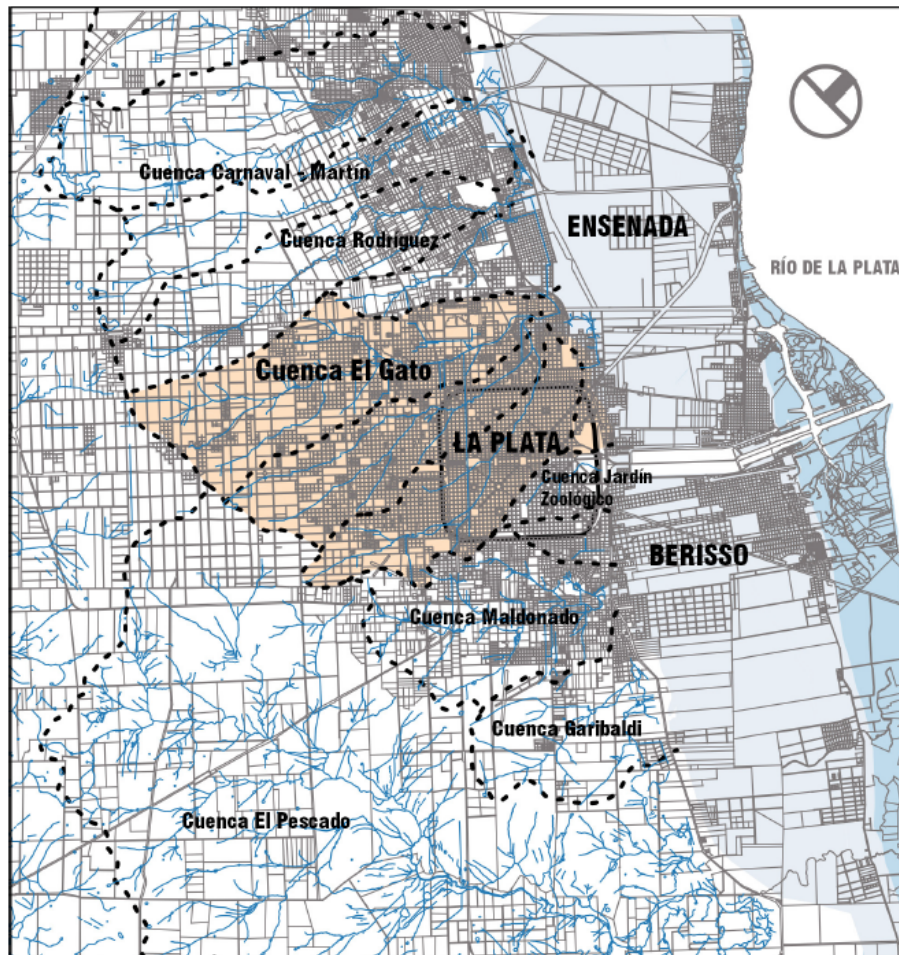 Cuenca Carnaval - Martín
ENSENADA
Cuenca Rodríguez
RÍO DE LA PLATA
Cuenca El Gato
LA PLATA
Cuenca Jardín
Zoológico
BERISSO
Cuenca Maldonado
Cuenca Garibaldi
Cuenca El Pescado